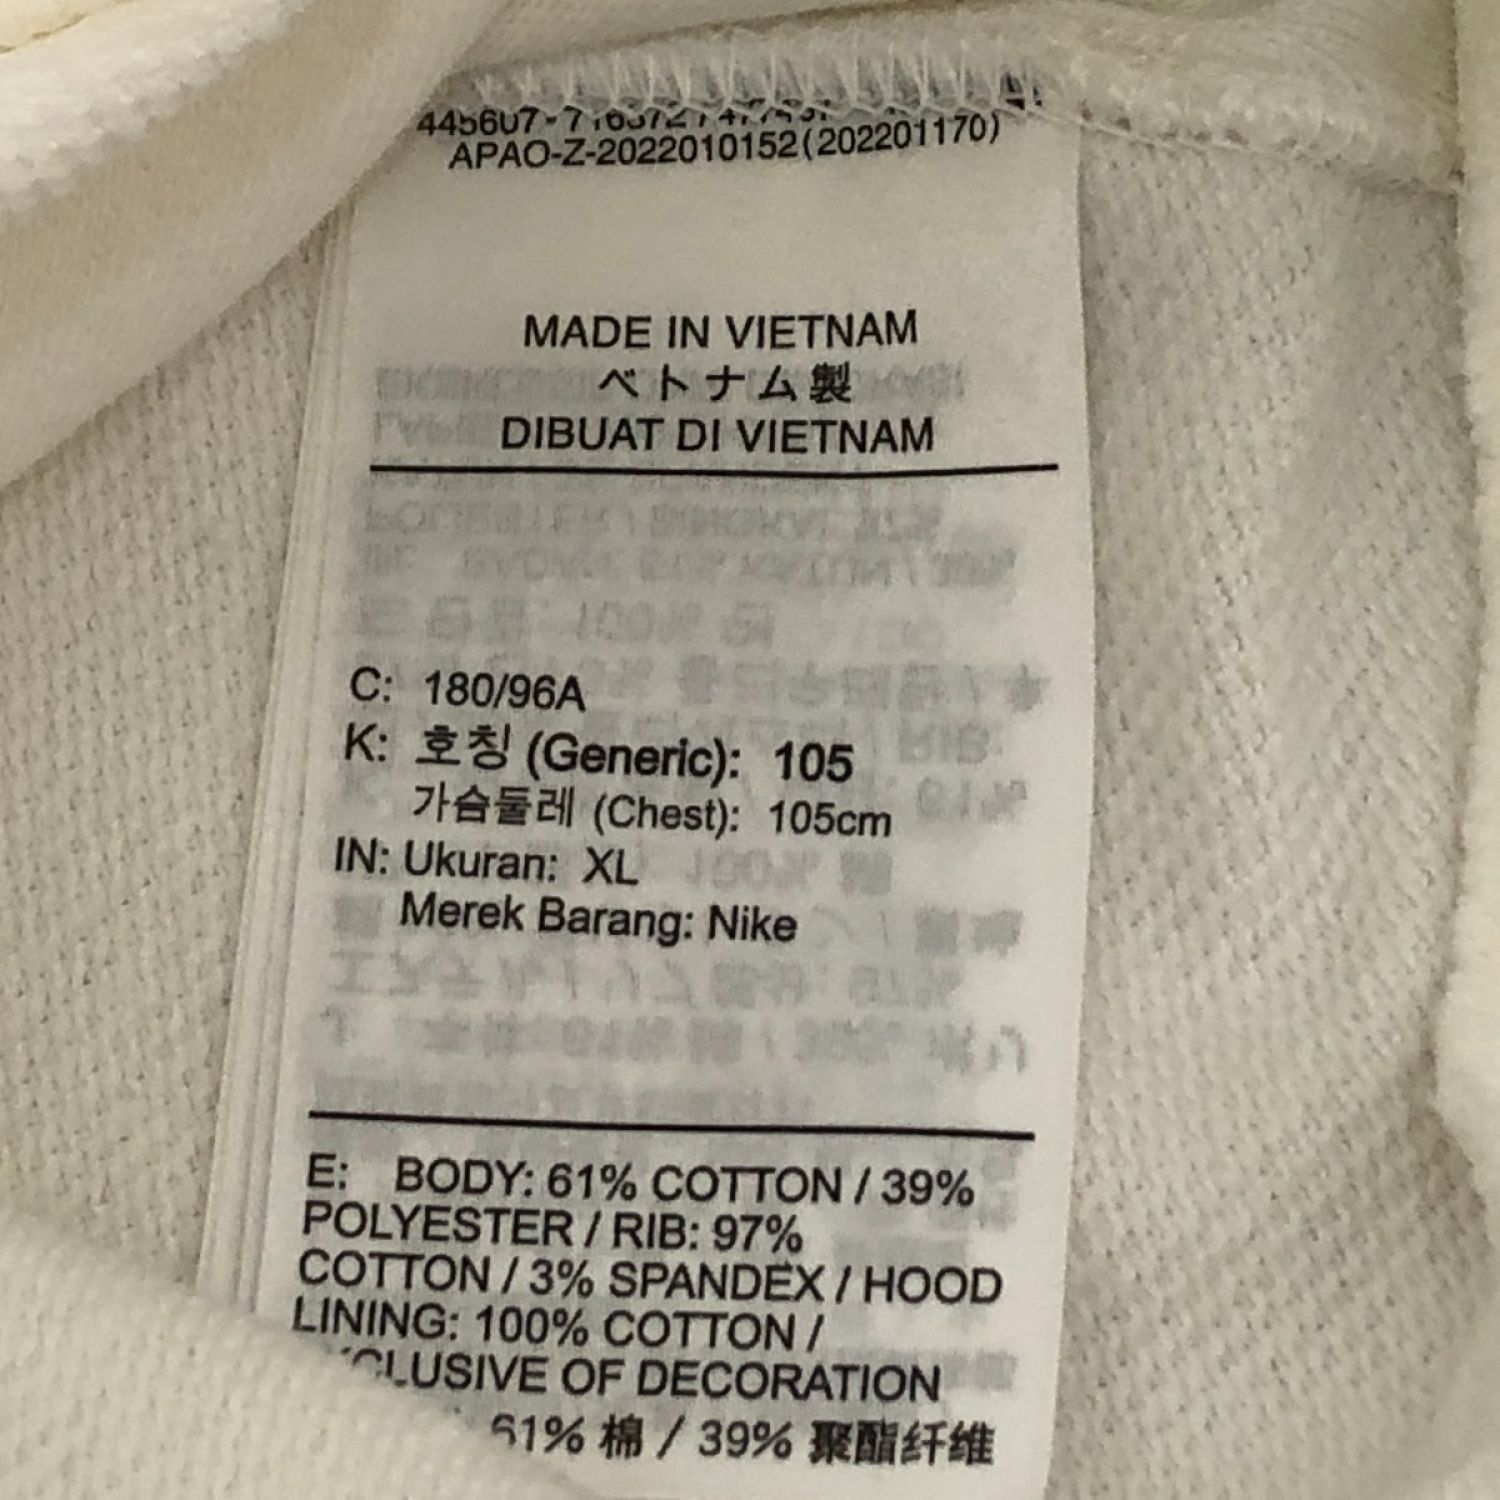 APAO-Z-2022010152(202201170)
MADE IN VIETNAM
ベトナム製
DIBUAT DI VIETNAM
C: 180/96A
K: 호칭 (Generic): 105
가슴둘레 (Chest): 105cm
IN: Ukuran: XL
Merek Barang: Nike
E: BODY: 61% COTTON / 39%
POLYESTER / RIB: 97%
COTTON / 3% SPANDEX / HOOD
LINING: 100% COTTON /
OF DECORATION
61% 棉 / 39% 聚酯纤维